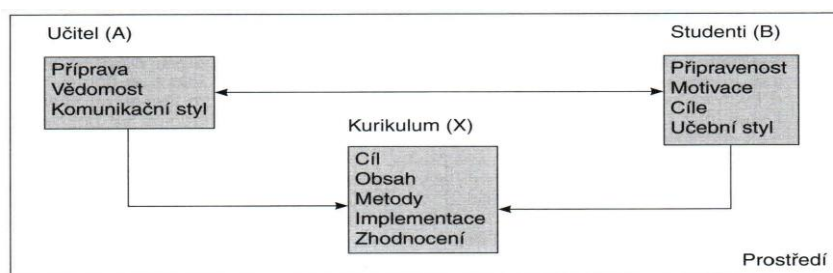 Učitel (A)
Příprava
Vědomost
Komunikační styl
Studenti (B)
Připravenost
Motivace
Cíle
Učební styl
Kurikulum (X)
Cíl
Obsah
Metody
Implementace
Zhodnocení
Prostředí